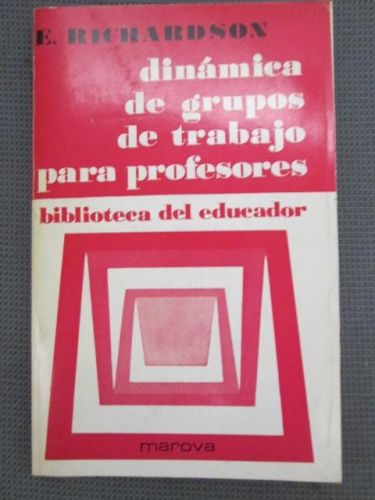 E. RICHARDSON
dinámica
de grupos
de trabajo
para profesores
biblioteca del educador
marova